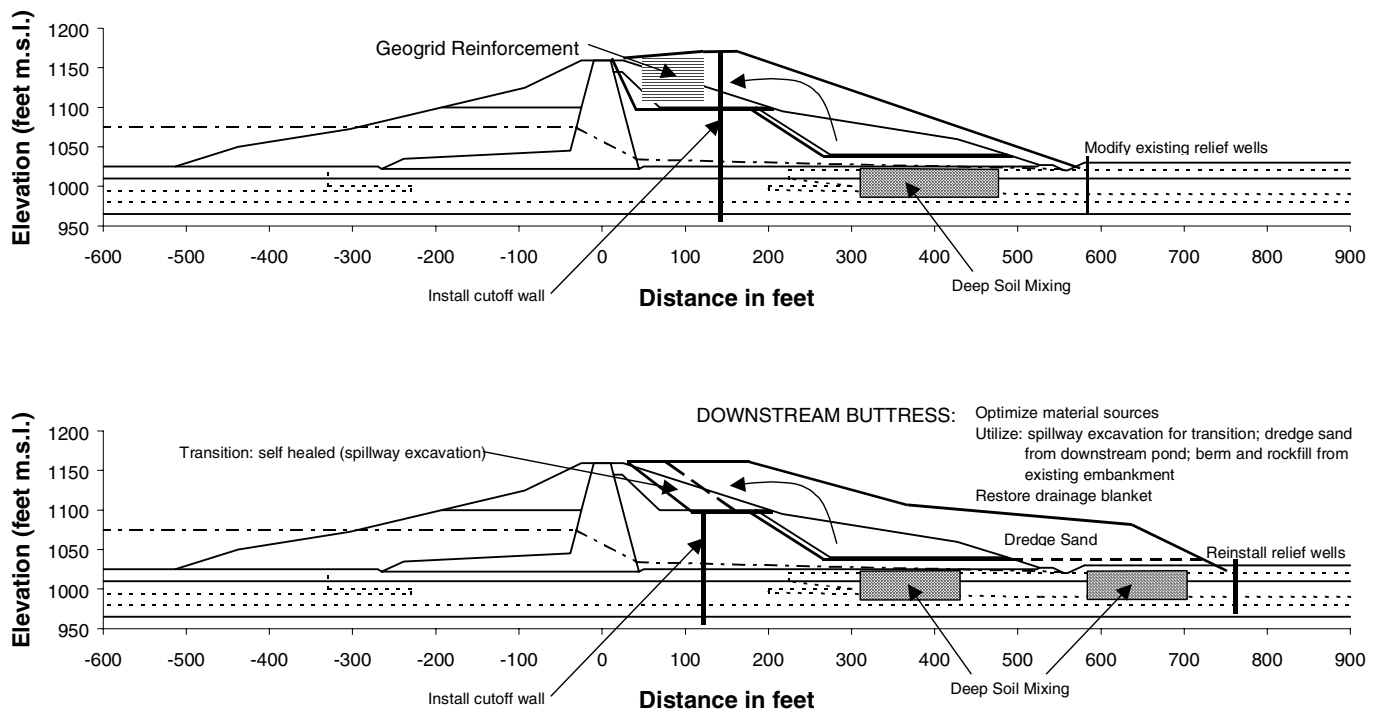 1200
Geogrid Reinforcement
1150
1100
1050
Modify existing relief wells
1000
950
Elevation (feet m.s.l.)
-600 -500 -400 -300 -200 -100 0 100 200 300 400 500 600 700 800 900
Install cutoff wall
Distance in feet
Deep Soil Mixing
DOWNSTREAM BUTTRESS:
Optimize material sources
Utilize: spillway excavation for transition; dredge sand
from downstream pond; berm and rockfill from
existing embankment
Restore drainage blanket
1200
Transition: self healed (spillway excavation)
1150
1100
Dredge Sand
1050
Reinstall relief wells
1000
950
Elevation (feet m.s.l.)
-600 -500 -400 -300 -200 -100 0 100 200 300 400 500 600 700 800 900
Install cutoff wall
Distance in feet
Deep Soil Mixing